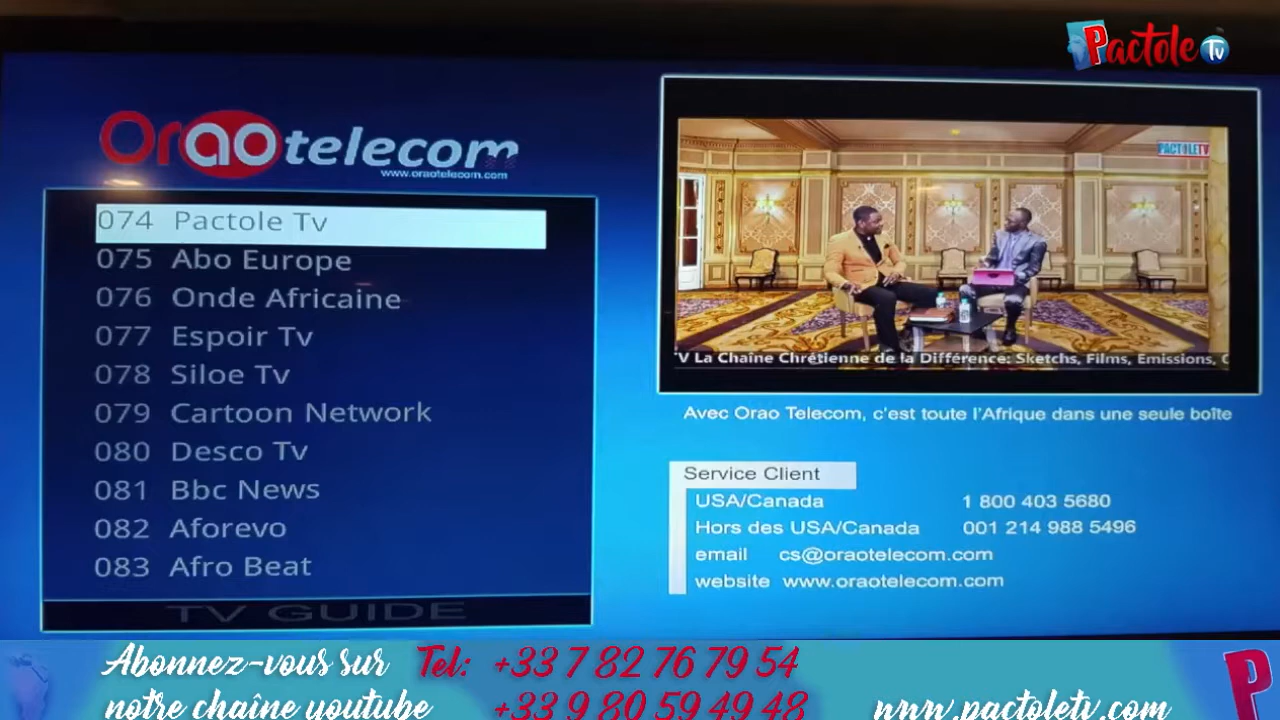 Pactole Tv
Oraotelecom
www.oraotelecom.com
074 Pactole Tv
075 Abo Europe
076 Onde Africaine
077 Espoir Tv
078 Siloe Tv
079 Cartoon Network
080 Desco Tv
081 Bbc News
082 Aforevo
083 Afro Beat
TV GUIDE
PACTOLETV
'V La Chaîne Chrétienne de la Différence: Sketchs, Films, Emissions,
Avec Orao Telecom, c'est toute l'Afrique dans une seule boîte
Service Client
USA/Canada 1 800 403 5680
Hors des USA/Canada 001 214 988 5496
email cs@oraotelecom.com
website www.oraotelecom.com
Abonnez-vous sur
notre chaîne youtube
Tel: +33 7 82 76 79 54
+33 9 80 59 49 48
www.pactoletv.com
P